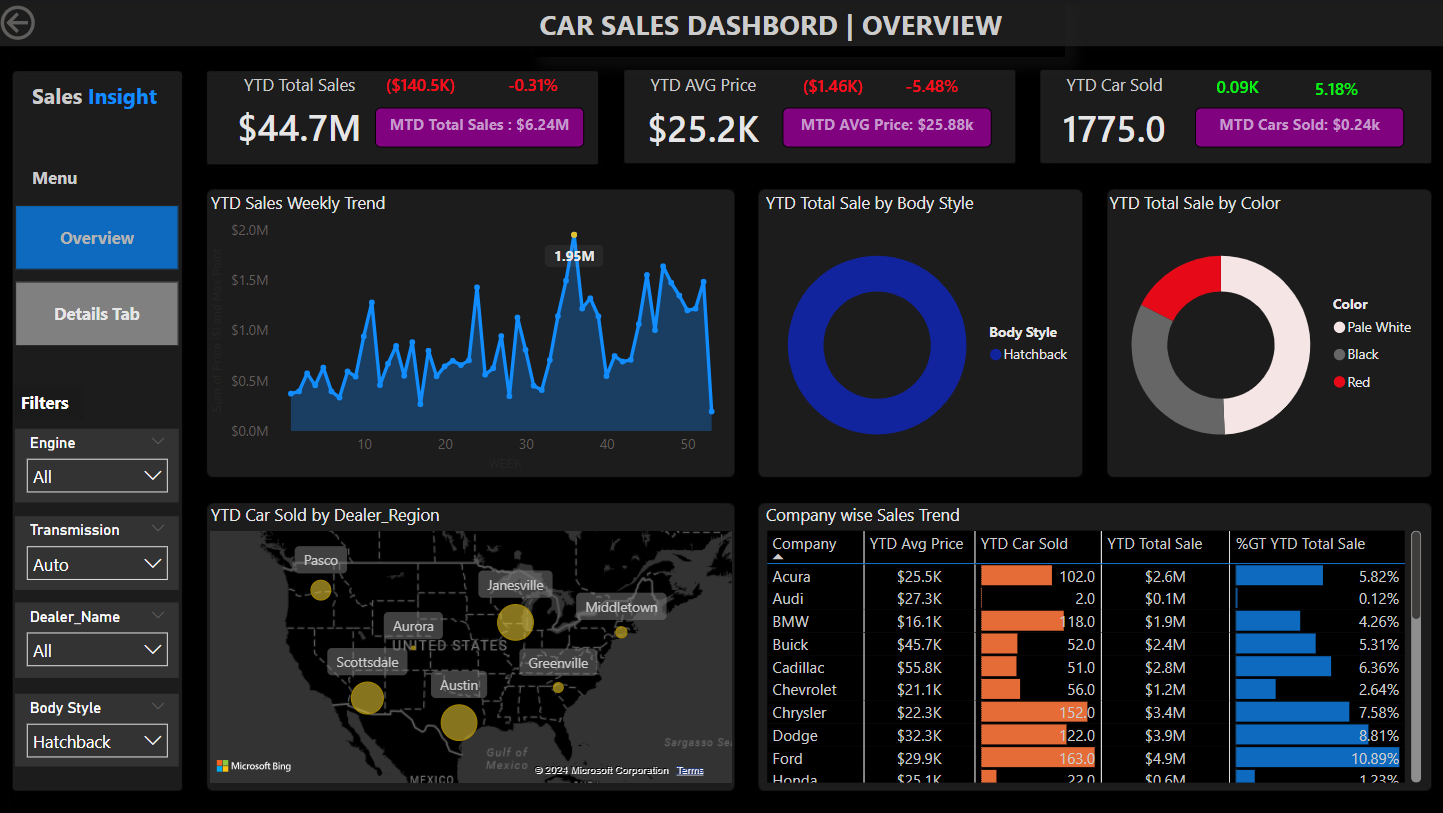 CAR SALES DASHBORD | OVERVIEW
Sales Insight
Menu
Overview
Details Tab
Filters
Engine
All
Transmission
Auto
Dealer_Name
All
Body Style
Hatchback
YTD Total Sales ($140.5K) -0.31%
$44.7M MTD Total Sales : $6.24M
YTD AVG Price ($1.46K) -5.48%
$25.2K MTD AVG Price: $25.88k
YTD Car Sold 0.09K 5.18%
1775.0 MTD Cars Sold: $0.24k
YTD Sales Weekly Trend
$2.0M
$1.5M
$1.0M
$0.5M
$0.0M
1.95M
10 20 30 40 50
WEEK
YTD Total Sale by Body Style
Body Style
Hatchback
YTD Total Sale by Color
Color
Pale White
Black
Red
YTD Car Sold by Dealer_Region
Pasco
Janesville
Middletown
Aurora
UNITED STATES
Scottsdale
Greenville
Austin
Gulf of
Mexico
MEXICO
Microsoft Bing
© 2024 Microsoft Corporation Terms
Company wise Sales Trend
Company YTD Avg Price YTD Car Sold YTD Total Sale %GT YTD Total Sale
Acura $25.5K 102.0 $2.6M 5.82%
Audi $27.3K 2.0 $0.1M 0.12%
BMW $16.1K 118.0 $1.9M 4.26%
Buick $45.7K 52.0 $2.4M 5.31%
Cadillac $55.8K 51.0 $2.8M 6.36%
Chevrolet $21.1K 56.0 $1.2M 2.64%
Chrysler $22.3K 152.0 $3.4M 7.58%
Dodge $32.3K 122.0 $3.9M 8.81%
Ford $29.9K 163.0 $4.9M 10.89%
Honda $25.1K 22.0 $0.6M 1.23%